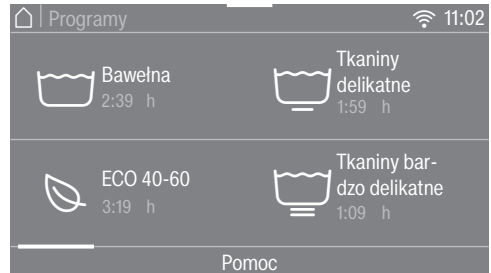 Programy 11:02
Bawełna
2:39 h
Tkaniny
delikatne
1:59 h
ECO 40-60
3:19 h
Tkaniny bar-
dzo delikatne
1:09 h
Pomoc